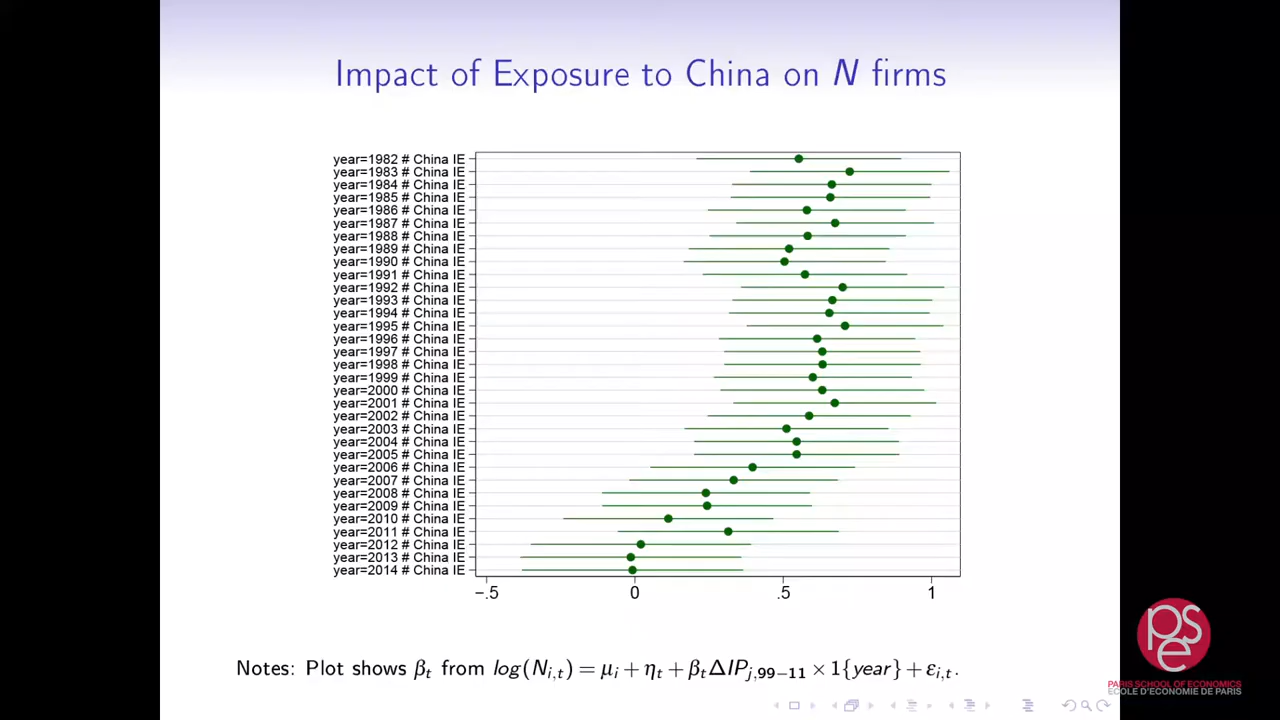 Impact of Exposure to China on N firms
year=1982 # China IE
year=1983 # China IE
year=1984 # China IE
year=1985 # China IE
year=1986 # China IE
year=1987 # China IE
year=1988 # China IE
year=1989 # China IE
year=1990 # China IE
year=1991 # China IE
year=1992 # China IE
year=1993 # China IE
year=1994 # China IE
year=1995 # China IE
year=1996 # China IE
year=1997 # China IE
year=1998 # China IE
year=1999 # China IE
year=2000 # China IE
year=2001 # China IE
year=2002 # China IE
year=2003 # China IE
year=2004 # China IE
year=2005 # China IE
year=2006 # China IE
year=2007 # China IE
year=2008 # China IE
year=2009 # China IE
year=2010 # China IE
year=2011 # China IE
year=2012 # China IE
year=2013 # China IE
year=2014 # China IE
−.5 0 .5 1
Notes: Plot shows βt from log(Ni,t) = μi + ηt + βtΔIPj,99−11 × 1{year} + εi,t.
pse
PARIS SCHOOL OF ECONOMICS
ECOLE D'ECONOMIE DE PARIS